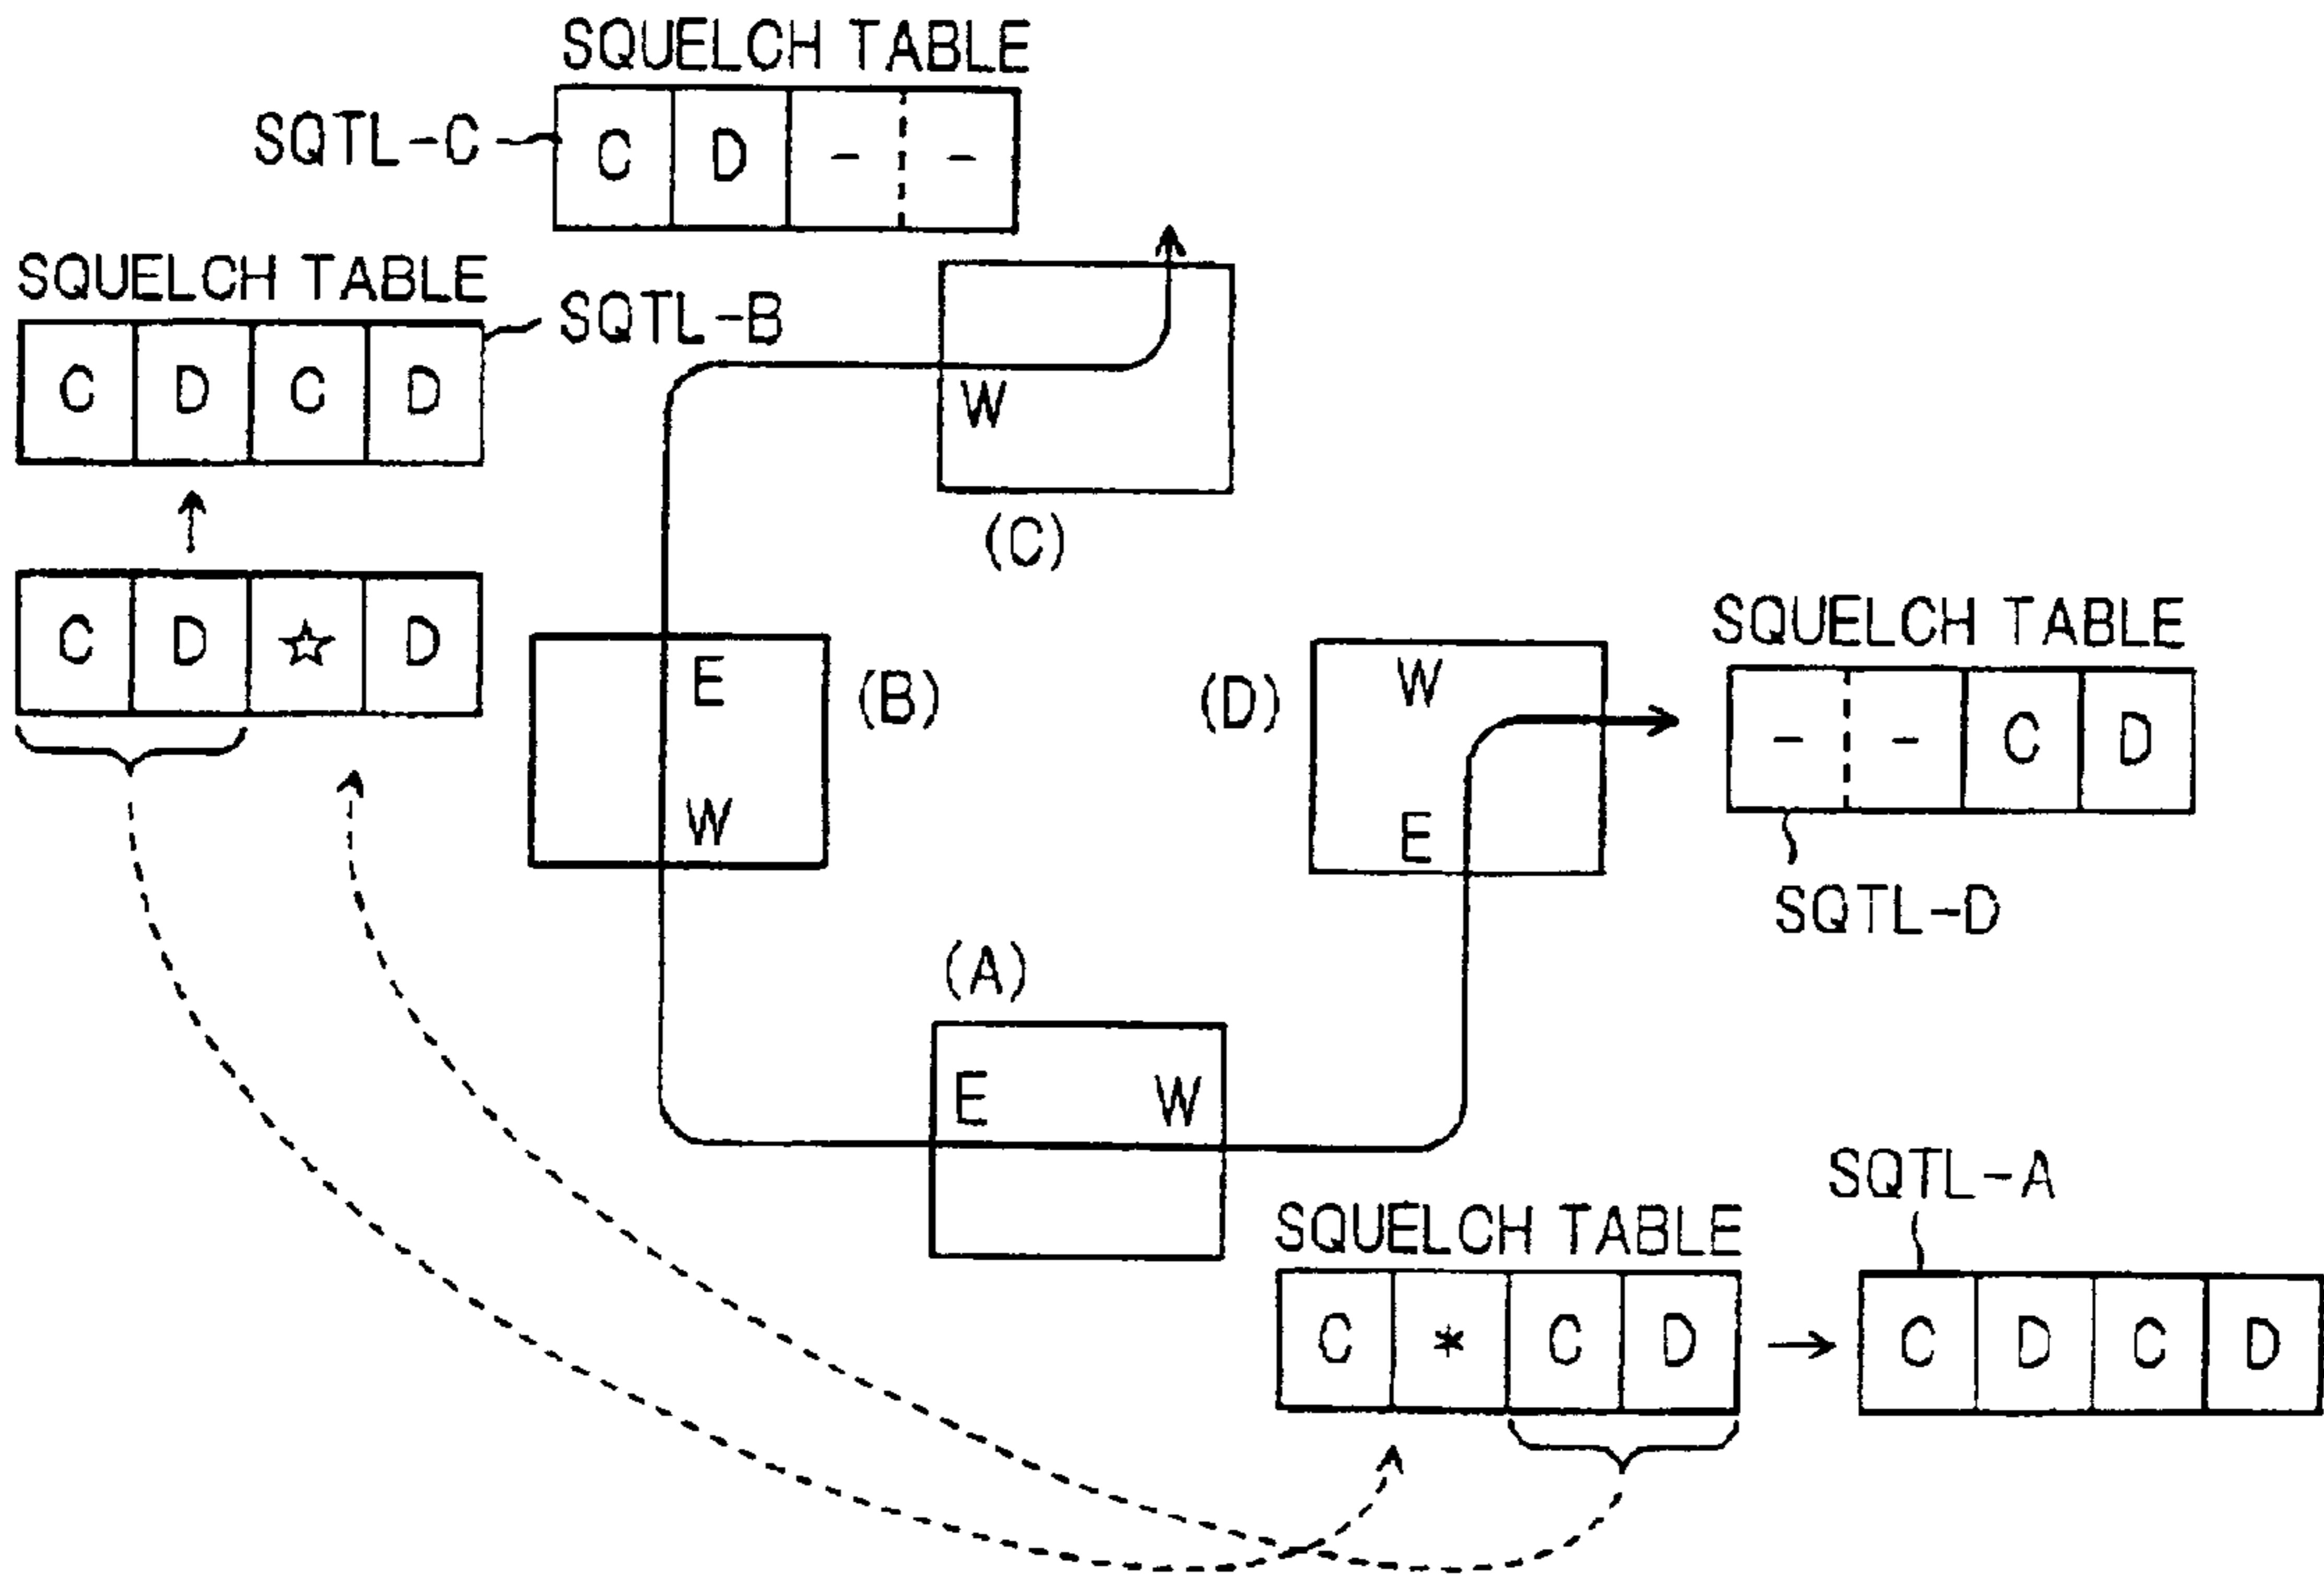 SQUELCH TABLE
SQTL-C
C D - -
SQUELCH TABLE
SQTL-B
C D C D
W
(C)
C D ☆ D
E
(B)
W
(D)
W
E
SQUELCH TABLE
- - C D
SQTL-D
(A)
E W
SQTL-A
SQUELCH TABLE
C * C D
C D C D